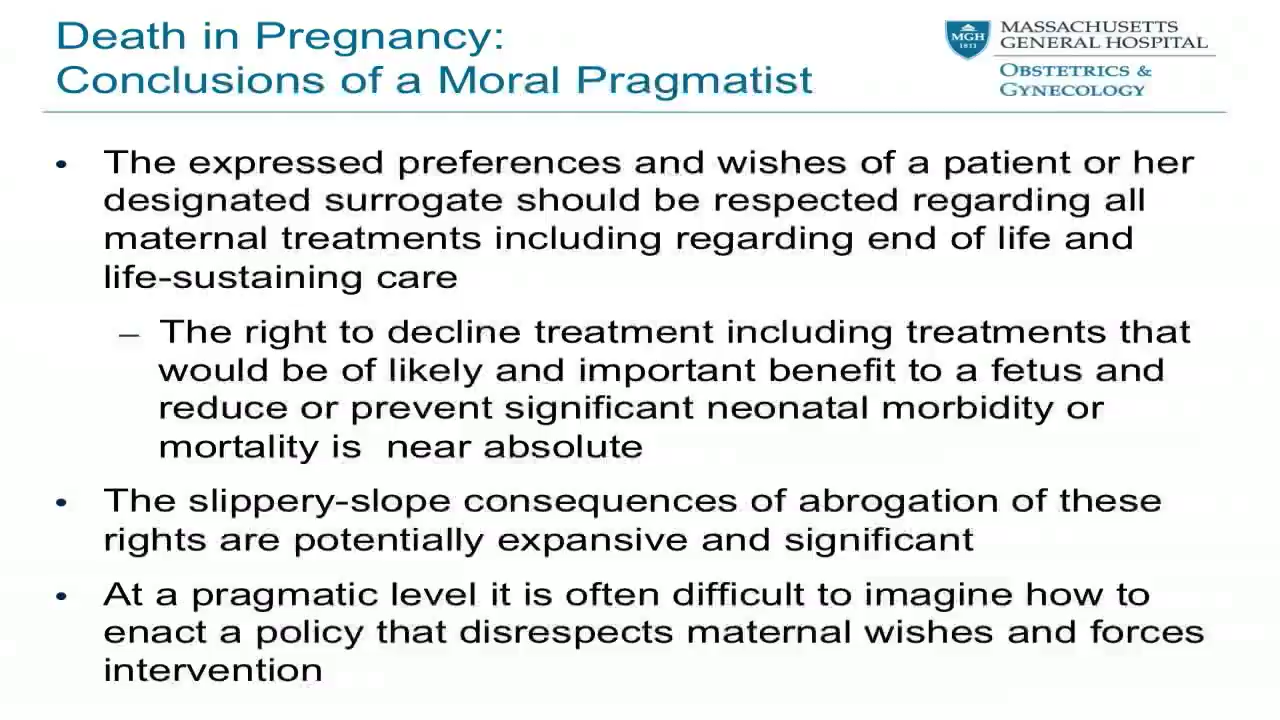 Death in Pregnancy:
Conclusions of a Moral Pragmatist
MGH
1811
MASSACHUSETTS
GENERAL HOSPITAL
OBSTETRICS &
GYNECOLOGY
• The expressed preferences and wishes of a patient or her
designated surrogate should be respected regarding all
maternal treatments including regarding end of life and
life-sustaining care
– The right to decline treatment including treatments that
would be of likely and important benefit to a fetus and
reduce or prevent significant neonatal morbidity or
mortality is near absolute
• The slippery-slope consequences of abrogation of these
rights are potentially expansive and significant
• At a pragmatic level it is often difficult to imagine how to
enact a policy that disrespects maternal wishes and forces
intervention